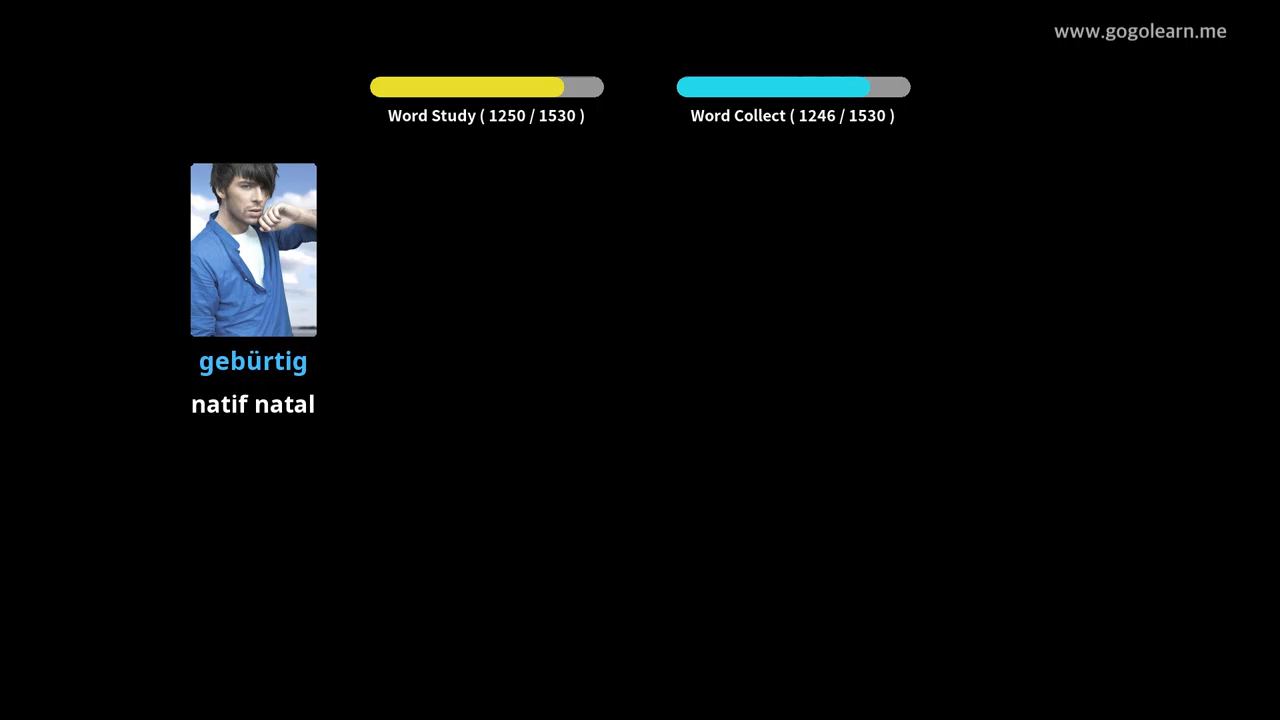 www.gogolearn.me
Word Study ( 1250 / 1530 )
Word Collect ( 1246 / 1530 )
gebürtig
natif natal